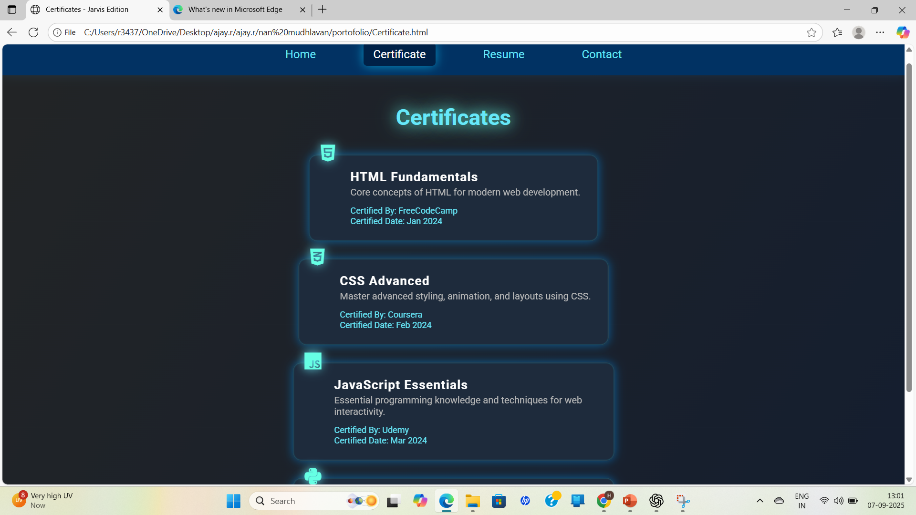 Certificates - Jarvis Edition
What's new in Microsoft Edge
File
C:/Users/r3437/OneDrive/Desktop/ajay.r/ajay/nan%20mudhlavan/portofolio/Certificate.html
Home
Certificate
Resume
Contact
Certificates
5
HTML Fundamentals
Core concepts of HTML for modern web development.
Certified By: FreeCodeCamp
Certified Date: Jan 2024
3
CSS Advanced
Master advanced styling, animation, and layouts using CSS.
Certified By: Coursera
Certified Date: Feb 2024
JS
JavaScript Essentials
Essential programming knowledge and techniques for web
interactivity.
Certified By: Udemy
Certified Date: Mar 2024
Very high UV
Now
Search
ENG
IN
13:01
07-09-2025